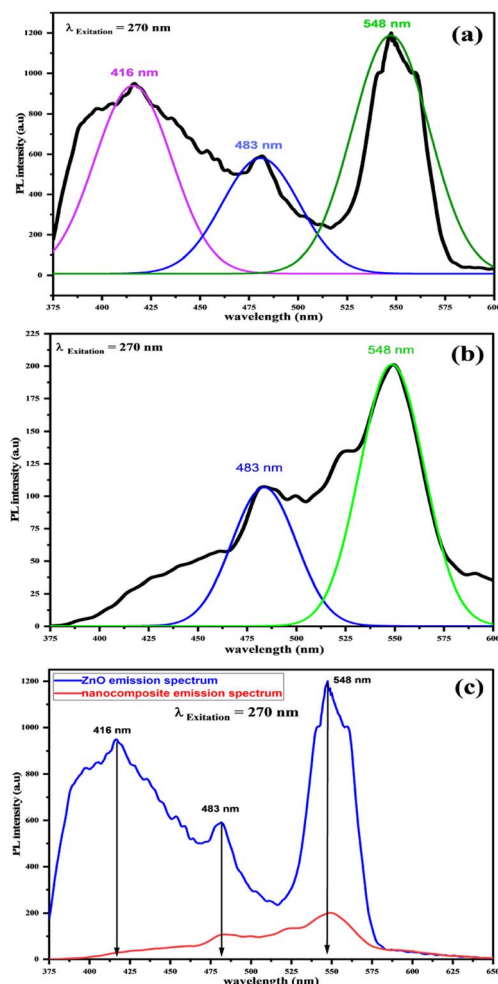 λ Exitation = 270 nm
(a)
548 nm
416 nm
483 nm
PL intensity (a.u)
1200
1000
800
600
400
200
0
375 400 425 450 475 500 525 550 575 600
wavelength (nm)
λ Exitation = 270 nm
(b)
548 nm
483 nm
PL intensity (a.u)
225
200
175
150
125
100
75
50
25
0
375 400 425 450 475 500 525 550 575 600
wavelength (nm)
ZnO emission spectrum
nanocomposite emission spectrum
(c)
548 nm
λ Exitation = 270 nm
416 nm
483 nm
PL intensity (a.u)
1200
1000
800
600
400
200
0
375 400 425 450 475 500 525 550 575 600 625 650
wavelength (nm)